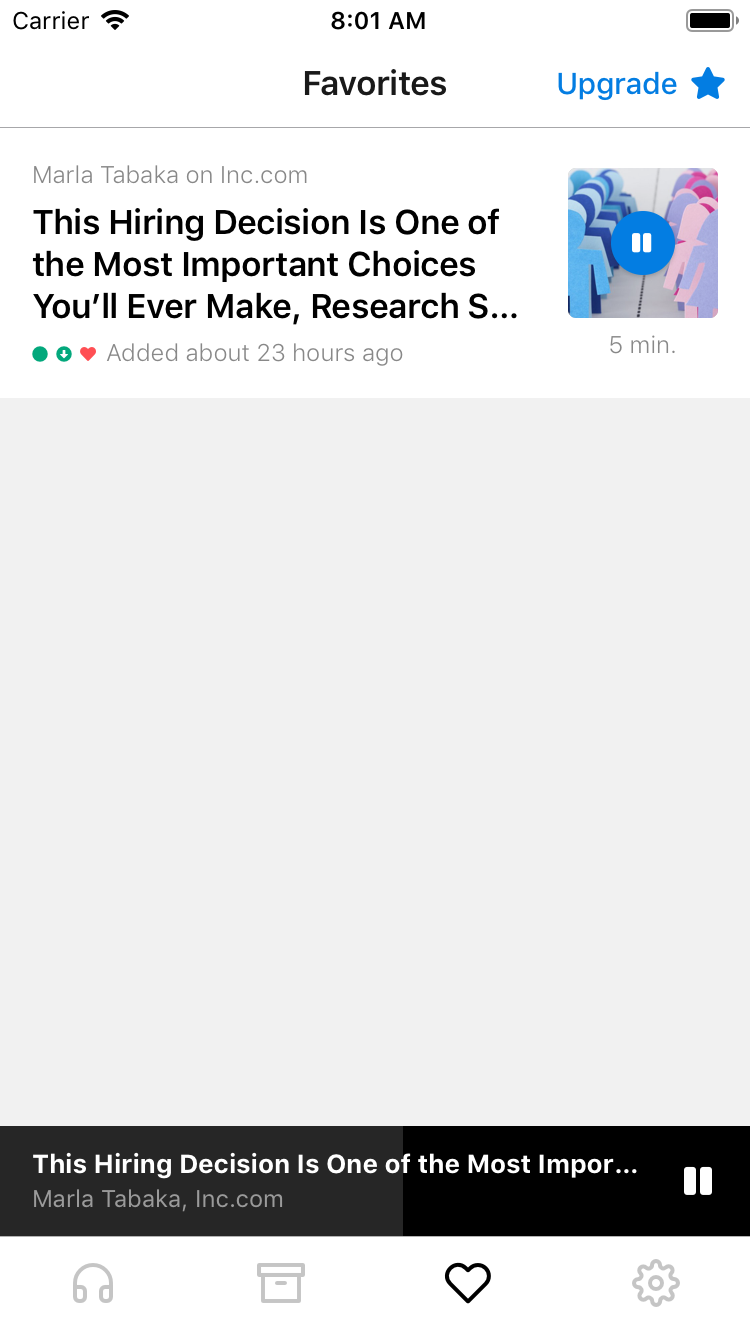 Carrier 8:01 AM
Favorites Upgrade
Marla Tabaka on Inc.com
This Hiring Decision Is One of
the Most Important Choices
You’ll Ever Make, Research S...
Added about 23 hours ago
5 min.
This Hiring Decision Is One of the Most Impor...
Marla Tabaka, Inc.com